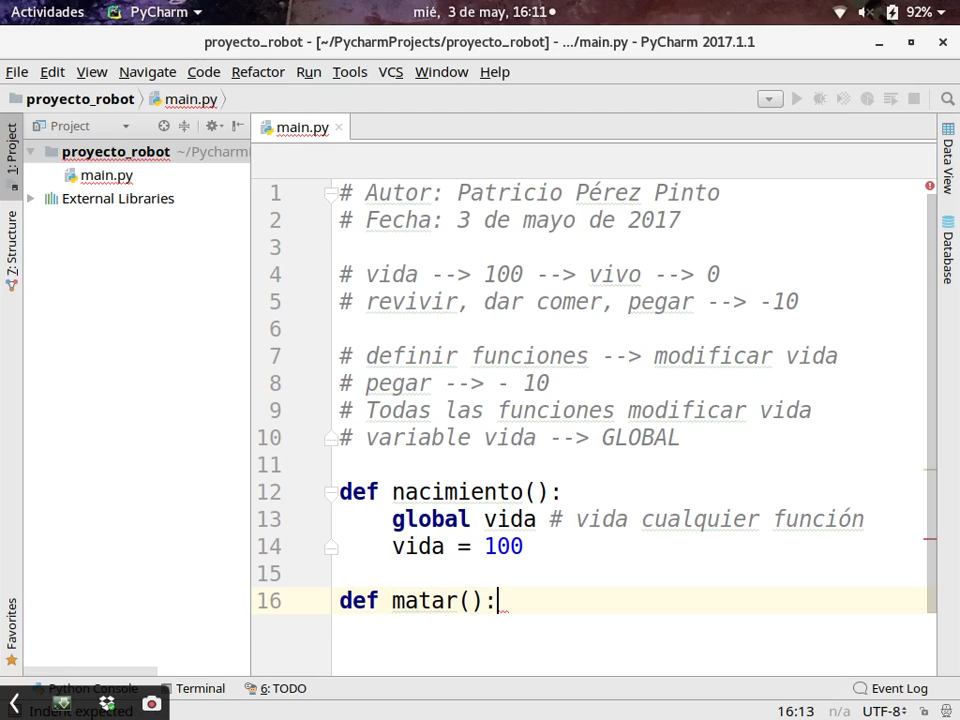 Actividades PyCharm mié, 3 de may, 16:11 92%
proyecto_robot - [~/PycharmProjects/proyecto_robot] - .../main.py - PyCharm 2017.1.1
File Edit View Navigate Code Refactor Run Tools VCS Window Help
proyecto_robot main.py
Project
main.py
1: Project
7: Structure
Favorites
Data View
Database
proyecto_robot ~/Pycharm
main.py
External Libraries
1 # Autor: Patricio Pérez Pinto
2 # Fecha: 3 de mayo de 2017
3
4 # vida --> 100 --> vivo --> 0
5 # revivir, dar comer, pegar --> -10
6
7 # definir funciones --> modificar vida
8 # pegar --> - 10
9 # Todas las funciones modificar vida
10 # variable vida --> GLOBAL
11
12 def nacimiento():
13     global vida # vida cualquier función
14     vida = 100
15
16 def matar():
Python Console Terminal 6: TODO Event Log
Indent expected 16:13 n/a UTF-8